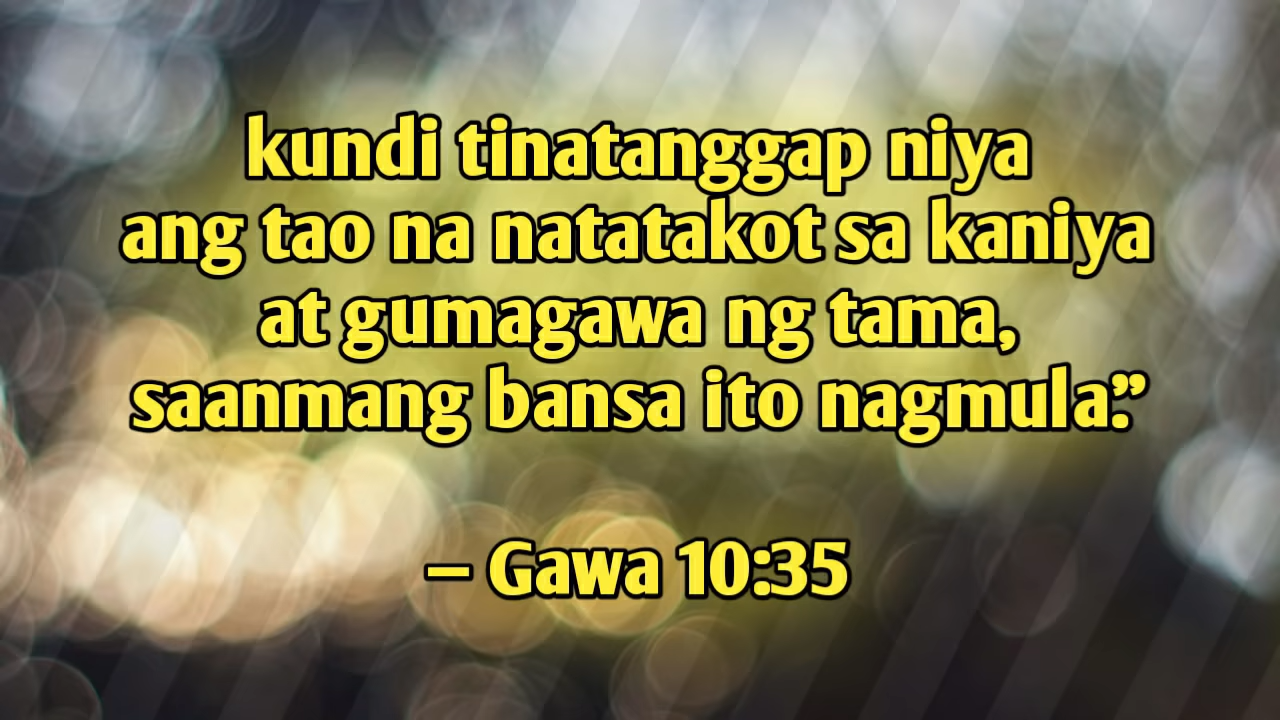 kundi tinatanggap niya
ang tao na natatakot sa kaniya
at gumagawa ng tama,
saanmang bansa ito nagmula.”
– Gawa 10:35